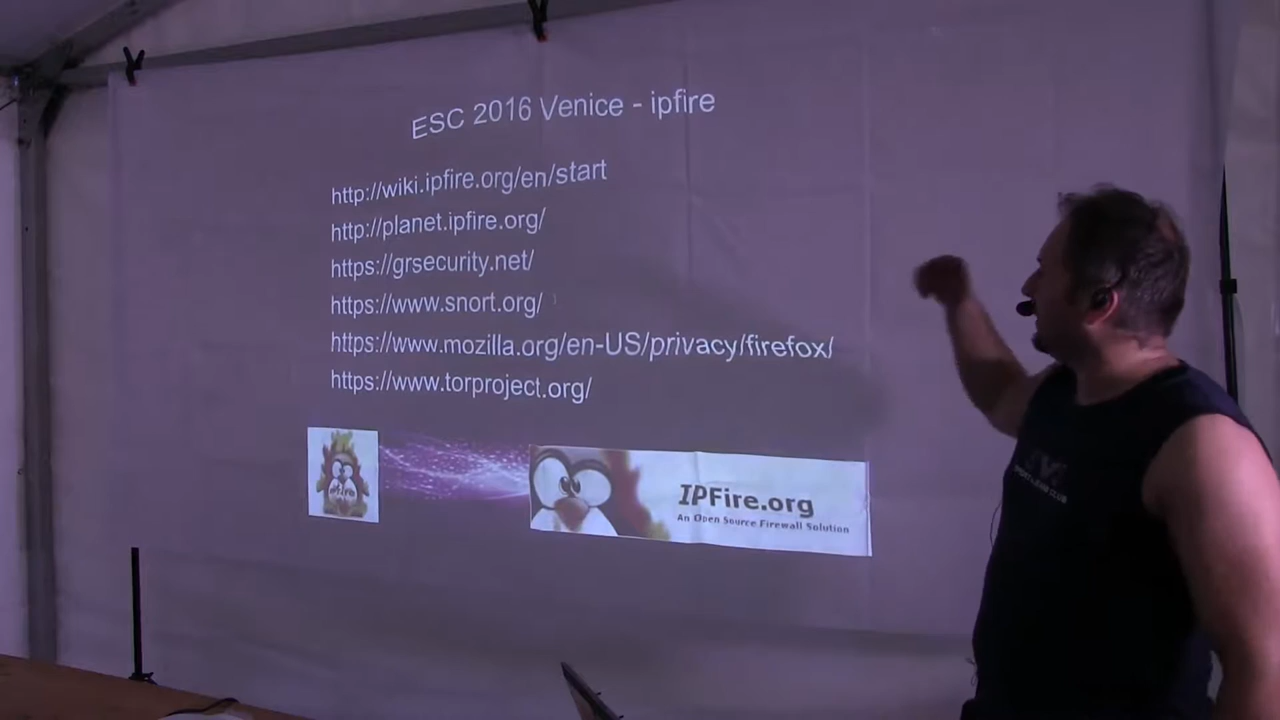 ESC 2016 Venice - ipfire
http://wiki.ipfire.org/en/start
http://planet.ipfire.org/
https://grsecurity.net/
https://www.snort.org/
https://www.mozilla.org/en-US/privacy/firefox/
https://www.torproject.org/
IPFire.org
An Open Source Firewall Solution